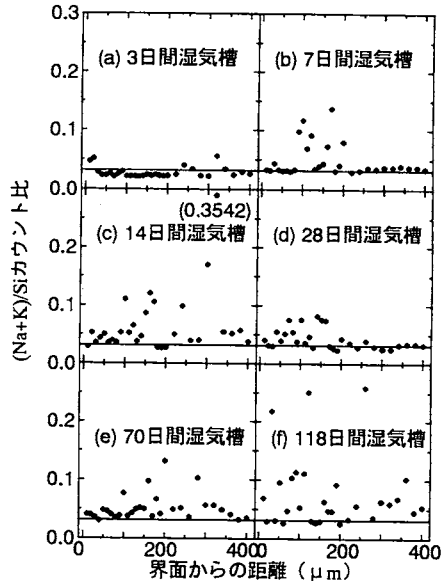 0.3
(a) 3日間湿気槽
(b) 7日間湿気槽
0.2
0.1
0.0
(0.3542)
(c) 14日間湿気槽
(d) 28日間湿気槽
0.2
0.1
0.0
(e) 70日間湿気槽
(f) 118日間湿気槽
0.2
0.1
0.0
0
200
400
0
200
400
(Na+K)/Siカウント比
界面からの距離（μm）